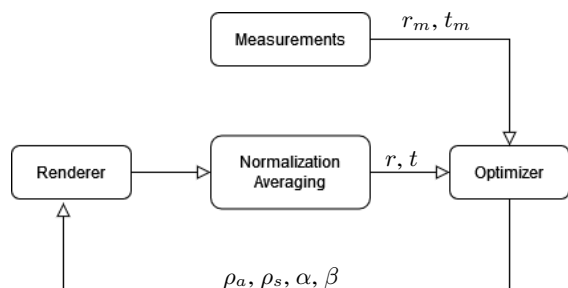 Measurements
r_m, t_m
Renderer
Normalization
Averaging
r, t
Optimizer
ρ_a, ρ_s, α, β